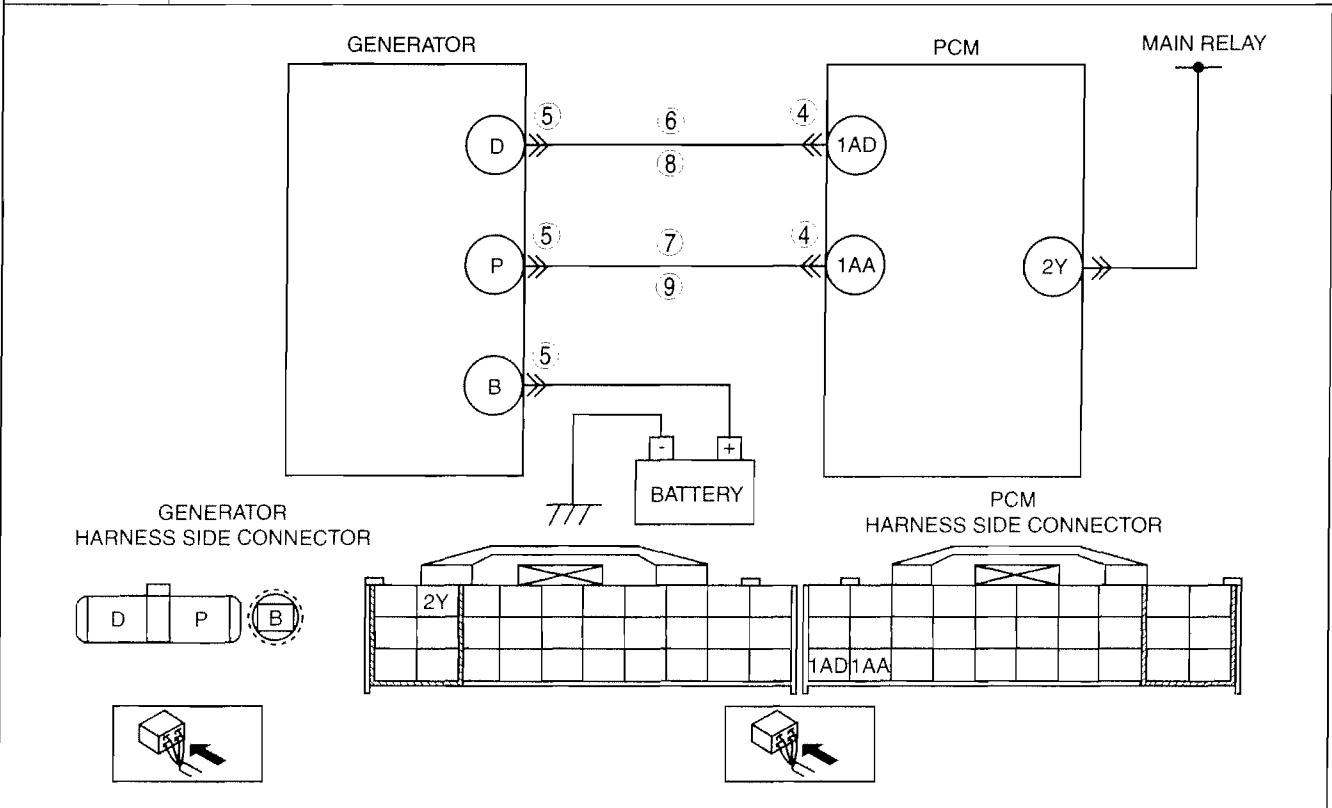 GENERATOR
PCM
MAIN RELAY
5
6
4
D
1AD
8
5
7
4
P
1AA
2Y
9
5
B
- +
BATTERY
GENERATOR
HARNESS SIDE CONNECTOR
PCM
HARNESS SIDE CONNECTOR
D P B
2Y
1AD 1AA